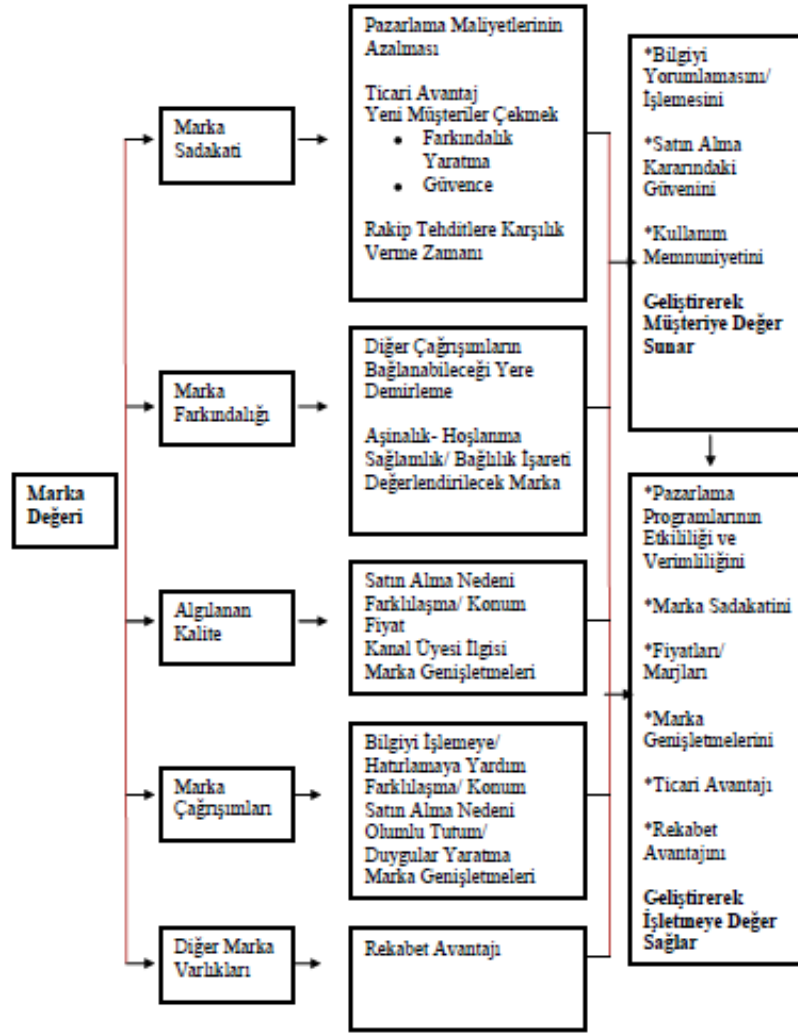 Marka
Değeri
Marka
Sadakati
Pazarlama Maliyetlerinin
Azalması
Ticari Avantaj
Yeni Müşteriler Çekmek
• Farkındalık
Yaratma
• Güvence
Rakip Tehditlere Karşılık
Verme Zamanı
Marka
Farkındalığı
Diğer Çağrışımların
Bağlanabileceği Yere
Demirleme
Aşinalık- Hoşlanma
Sağlamlık/ Bağlılık İşareti
Değerlendirilecek Marka
Algılanan
Kalite
Satın Alma Nedeni
Farklılaşma/ Konum
Fiyat
Kanal Üyesi İlgisi
Marka Genişletmeleri
Marka
Çağrışımları
Bilgiyi İşlemeye/
Hatırlamaya Yardım
Farklılaşma/ Konum
Satın Alma Nedeni
Olumlu Tutum/
Duygular Yaratma
Marka Genişletmeleri
Diğer Marka
Varlıkları
Rekabet Avantajı
*Bilgiyi
Yorumlamasını/
İşlemesini
*Satın Alma
Kararındaki
Güvenini
*Kullanım
Memnuniyetini
Geliştirerek
Müşteriye Değer
Sunar
*Pazarlama
Programlarının
Etkililiği ve
Verimliliğini
*Marka Sadakatini
*Fiyatları/
Marjları
*Marka
Genişletmelerini
*Ticari Avantajı
*Rekabet
Avantajını
Geliştirerek
İşletmeye Değer
Sağlar